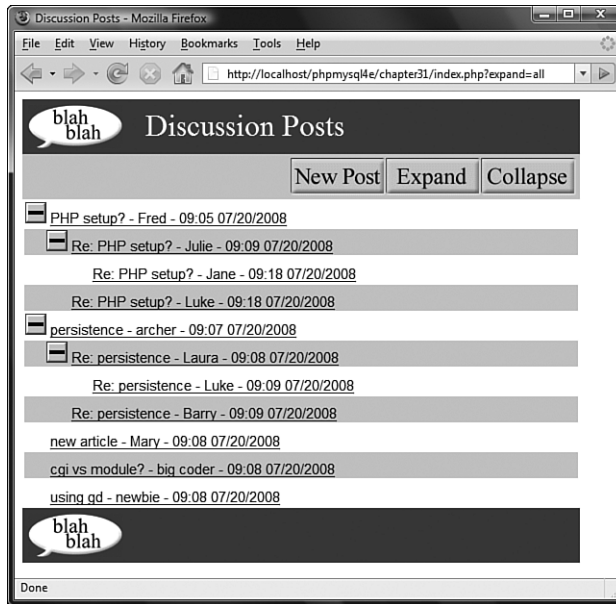 Discussion Posts - Mozilla Firefox
File Edit View History Bookmarks Tools Help
http://localhost/phpmysql4e/chapter31/index.php?expand=all
blah
blah
Discussion Posts
New Post Expand Collapse
PHP setup? - Fred - 09:05 07/20/2008
Re: PHP setup? - Julie - 09:09 07/20/2008
Re: PHP setup? - Jane - 09:18 07/20/2008
Re: PHP setup? - Luke - 09:18 07/20/2008
persistence - archer - 09:07 07/20/2008
Re: persistence - Laura - 09:08 07/20/2008
Re: persistence - Luke - 09:09 07/20/2008
Re: persistence - Barry - 09:09 07/20/2008
new article - Mary - 09:08 07/20/2008
cgi vs module? - big coder - 09:08 07/20/2008
using gd - newbie - 09:08 07/20/2008
blah
blah
Done